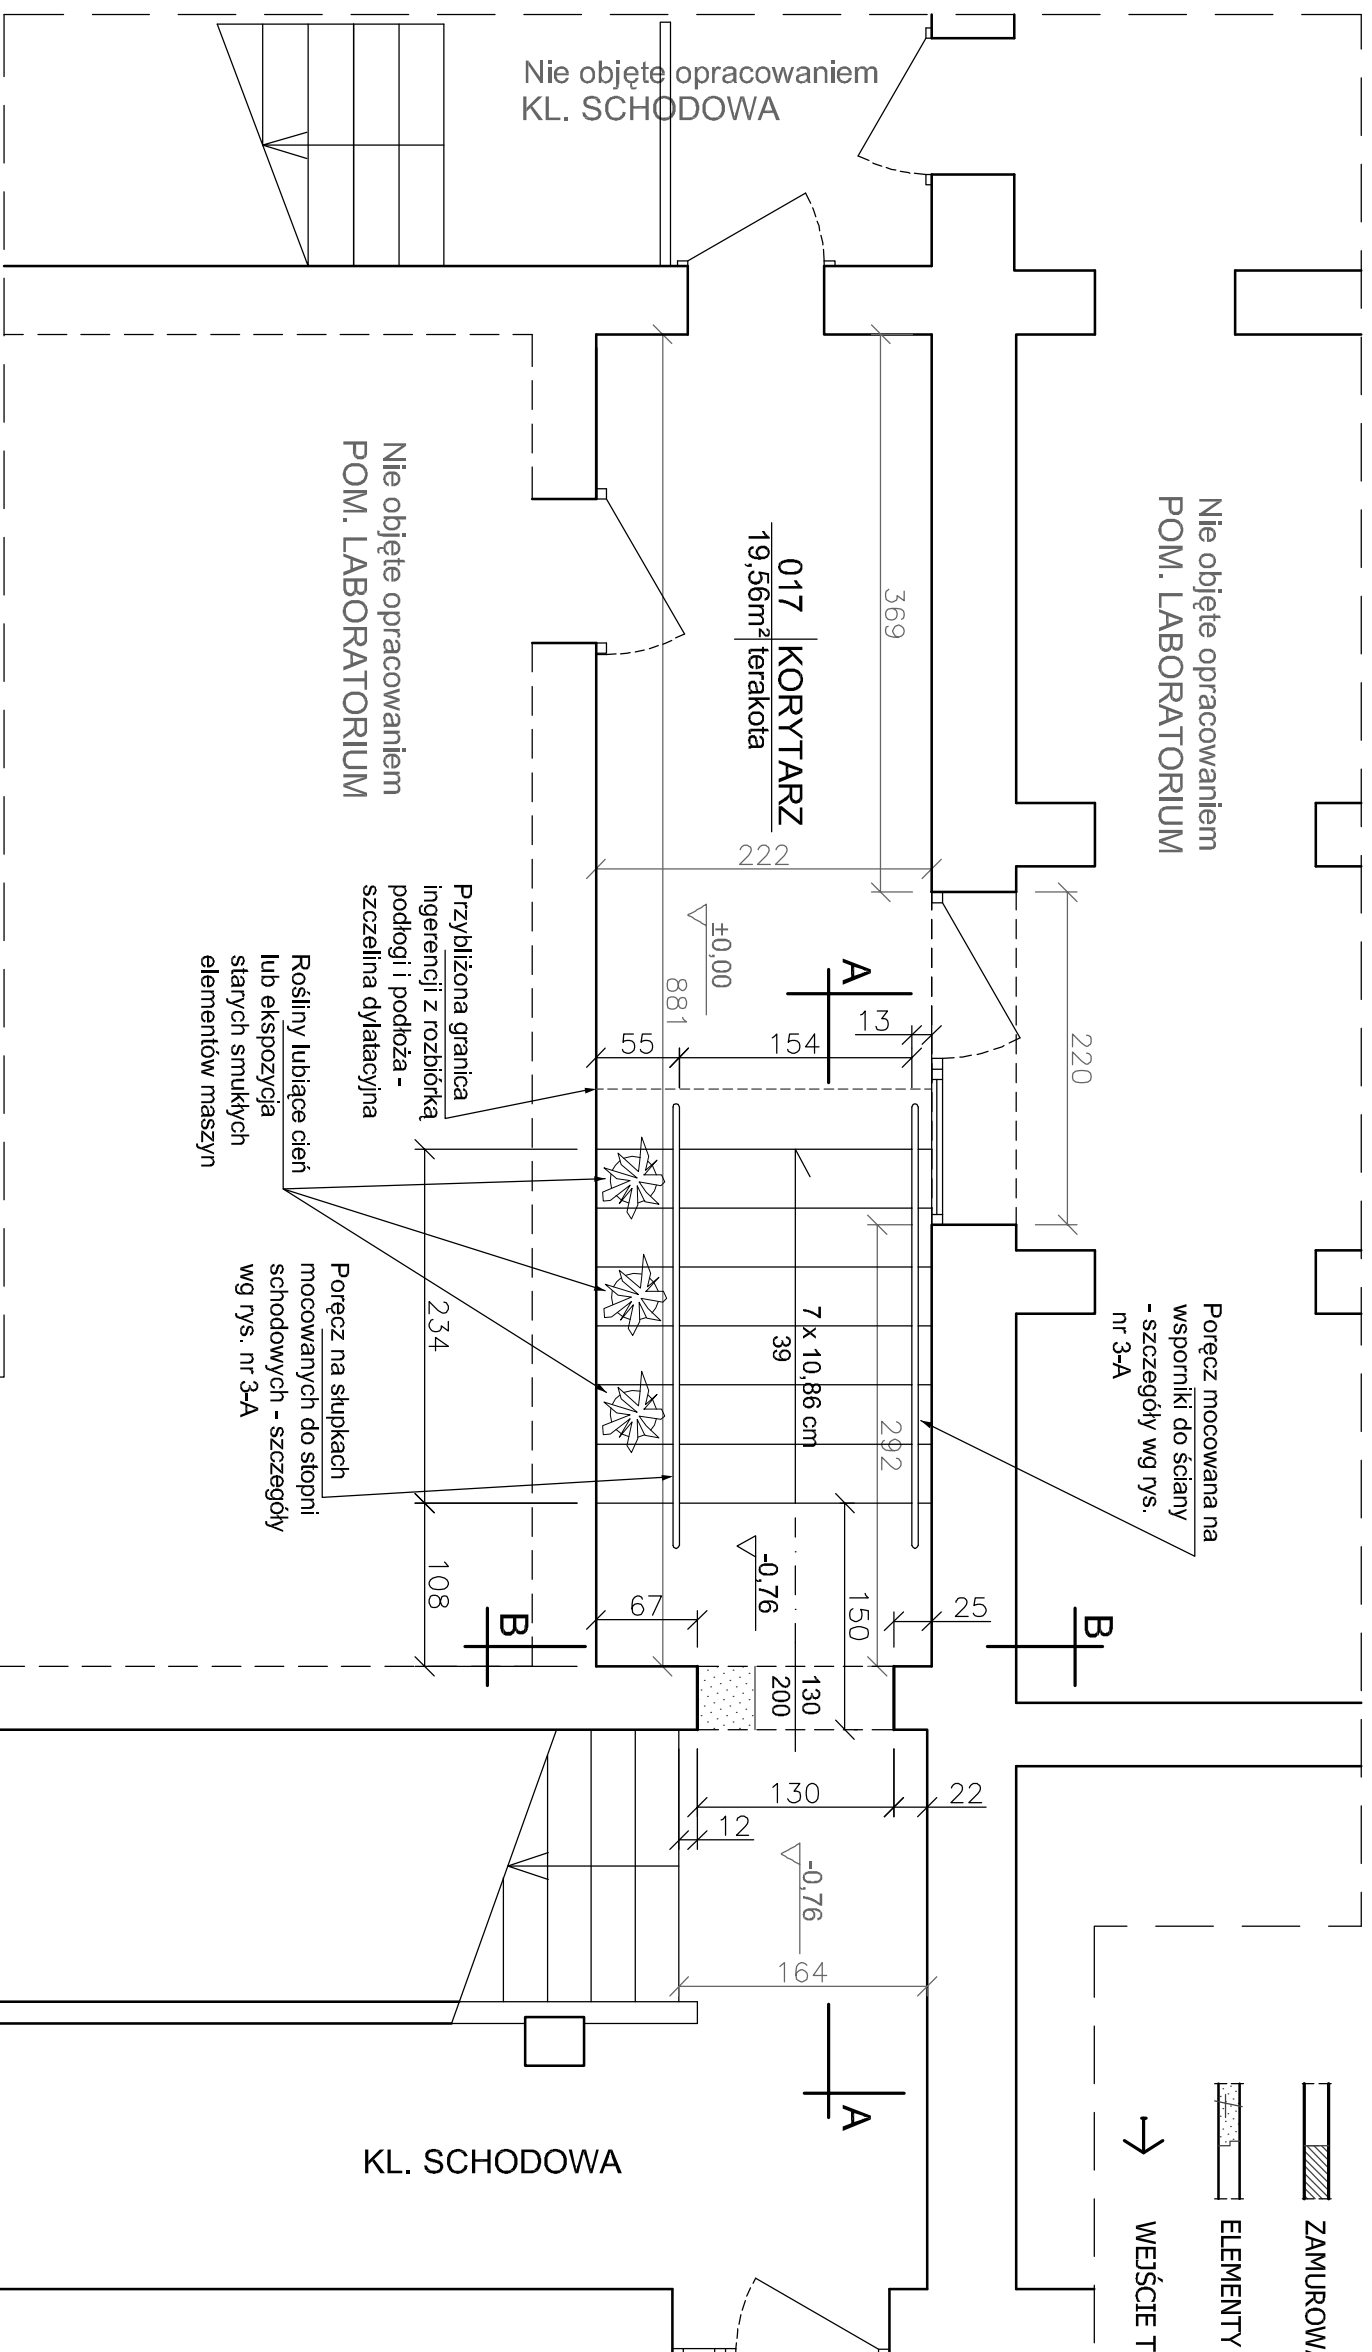 Nie objęte opracowaniem
KL. SCHODOWA
Nie objęte opracowaniem
POM. LABORATORIUM
Nie objęte opracowaniem
POM. LABORATORIUM
369
017 KORYTARZ
19,56m² terakota
222
±0,00
881
A
13
55
154
220
Przybliżona granica
ingerencji z rozbiórką
podłogi i podłoża -
szczelina dylatacyjna
Rośliny lubiące cień
lub ekspozycja
starych smukłych
elementów maszyn
Poręcz na słupkach
mocowanych do stopni
schodowych - szczegóły
wg rys. nr 3-A
Poręcz mocowana na
wsporniki do ściany
- szczegóły wg rys.
nr 3-A
234
7 x 10,86 cm
39
292
108
-0,76
150
67
25
B
B
130
200
130
22
12
-0,76
164
A
KL. SCHODOWA
ZAMUROWA
ELEMENTY
WEJŚCIE T